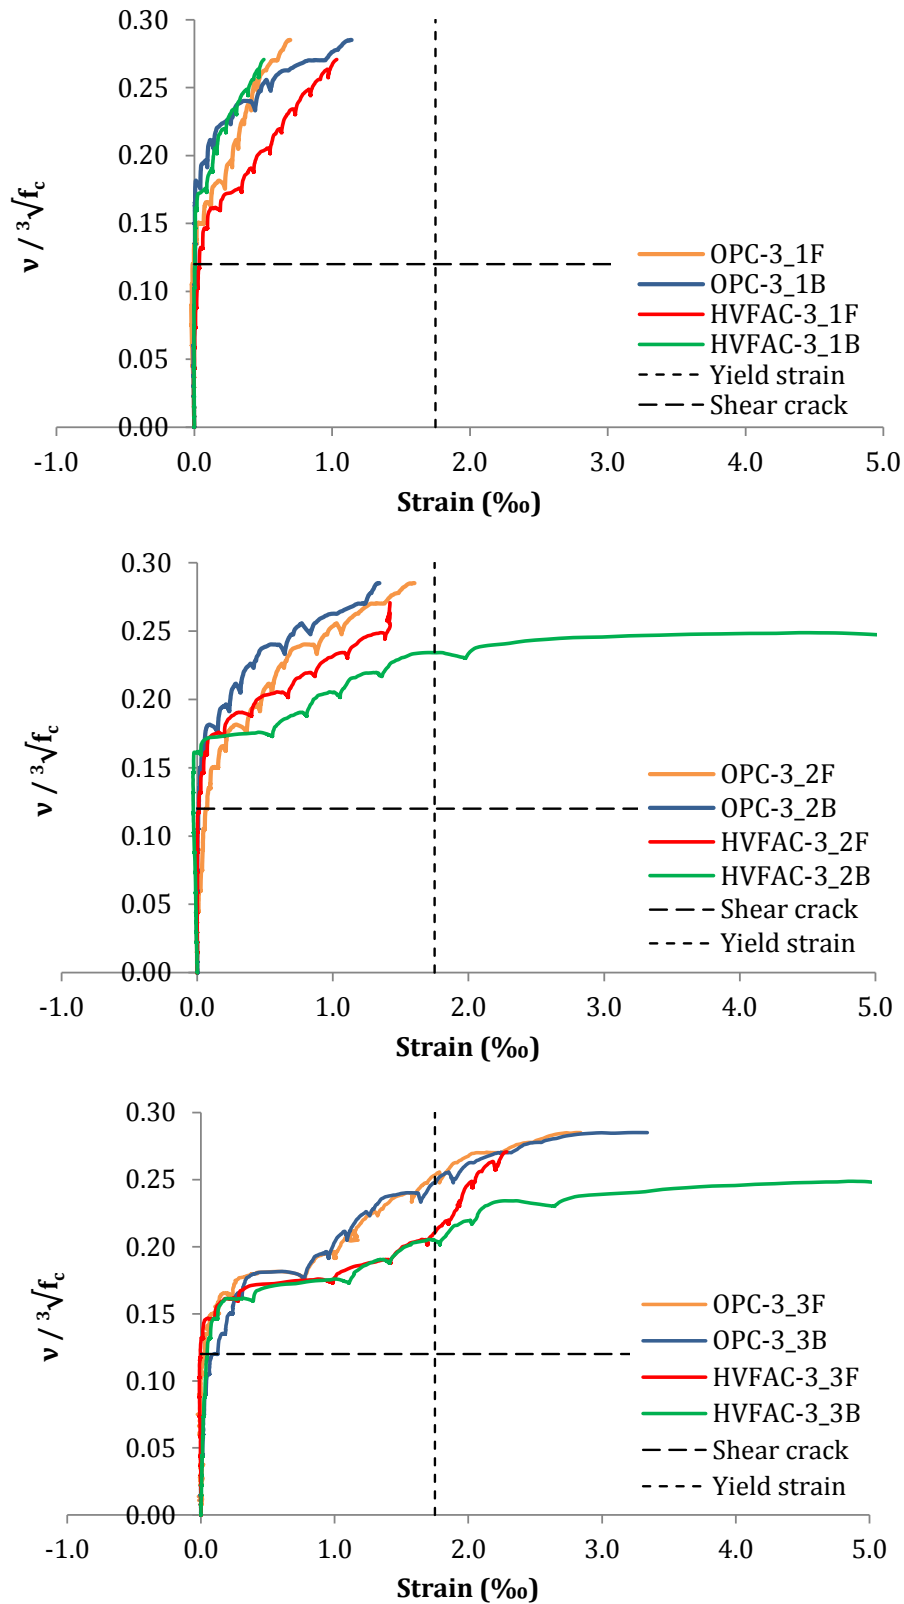 0.30
0.25
0.20
0.15
0.10
0.05
0.00
ν / ³√f_c
-1.0 0.0 1.0 2.0 3.0 4.0 5.0
Strain (‰)
OPC-3_1F
OPC-3_1B
HVFAC-3_1F
HVFAC-3_1B
Yield strain
Shear crack
0.30
0.25
0.20
0.15
0.10
0.05
0.00
ν / ³√f_c
-1.0 0.0 1.0 2.0 3.0 4.0 5.0
Strain (‰)
OPC-3_2F
OPC-3_2B
HVFAC-3_2F
HVFAC-3_2B
Shear crack
Yield strain
0.30
0.25
0.20
0.15
0.10
0.05
0.00
ν / ³√f_c
-1.0 0.0 1.0 2.0 3.0 4.0 5.0
Strain (‰)
OPC-3_3F
OPC-3_3B
HVFAC-3_3F
HVFAC-3_3B
Shear crack
Yield strain